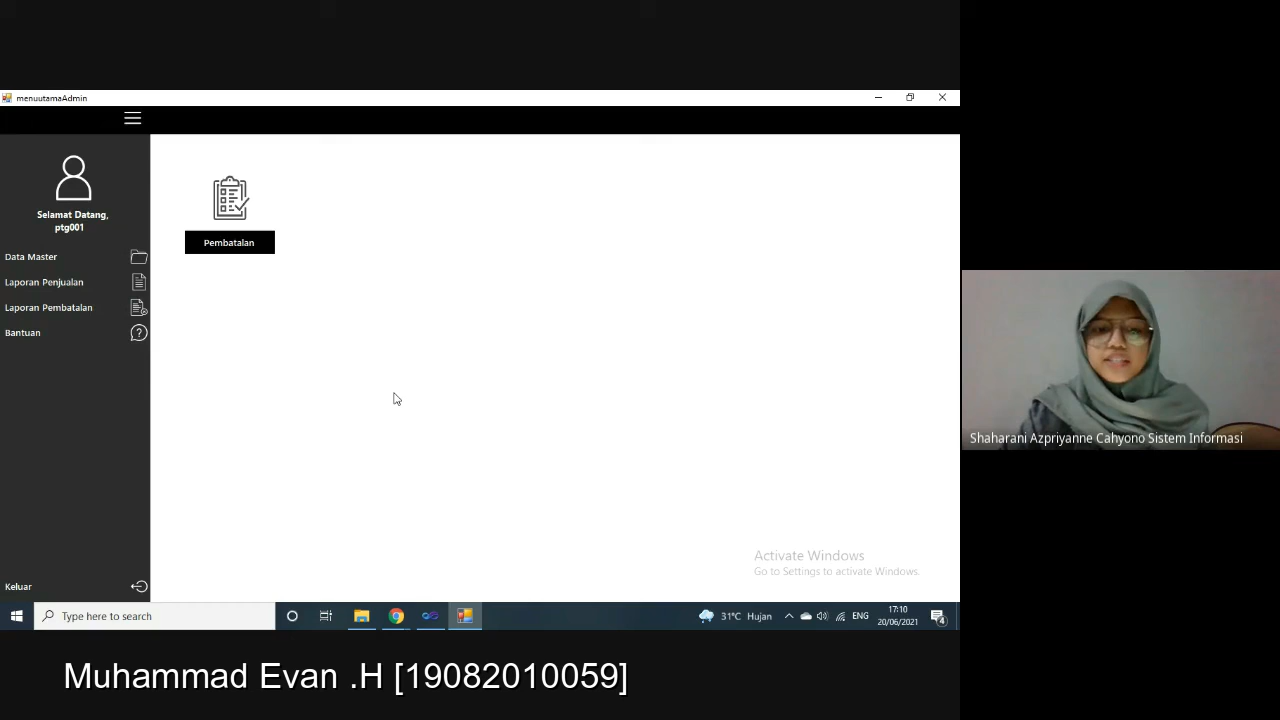 menuutamaAdmin
Selamat Datang,
ptg001
Data Master
Laporan Penjualan
Laporan Pembatalan
Bantuan
Keluar
Pembatalan
Activate Windows
Go to Settings to activate Windows.
Type here to search
31°C Hujan
ENG
17:10
20/06/2021
4
Shaharani Azpriyanne Cahyono Sistem Informasi
Muhammad Evan .H [19082010059]